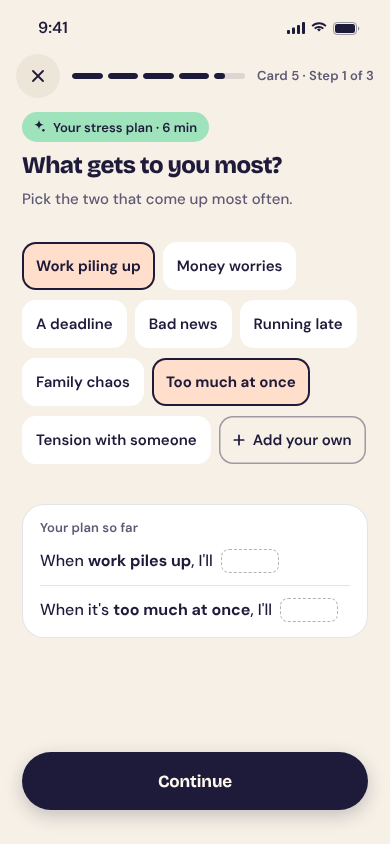 9:41
Card 5 · Step 1 of 3
Your stress plan · 6 min
What gets to you most?
Pick the two that come up most often.
Work piling up
Money worries
A deadline
Bad news
Running late
Family chaos
Too much at once
Tension with someone
+ Add your own
Your plan so far
When work piles up, I'll
When it's too much at once, I'll
Continue